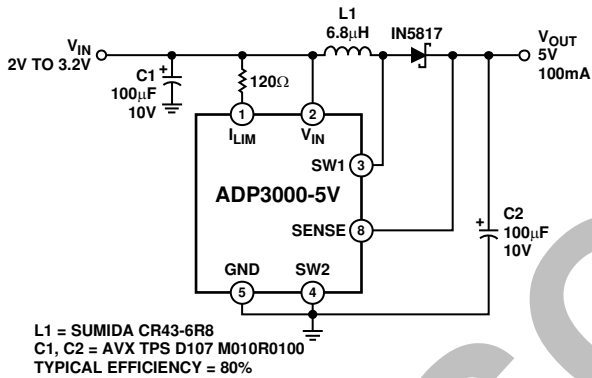 L1
6.8μH
IN5817
VIN
2V TO 3.2V
VOUT
5V
100mA
C1
100μF
10V
+
120Ω
1
2
ILIM
VIN
SW1
3
ADP3000-5V
SENSE
8
C2
100μF
10V
+
GND
SW2
5
4
L1 = SUMIDA CR43-6R8
C1, C2 = AVX TPS D107 M010R0100
TYPICAL EFFICIENCY = 80%